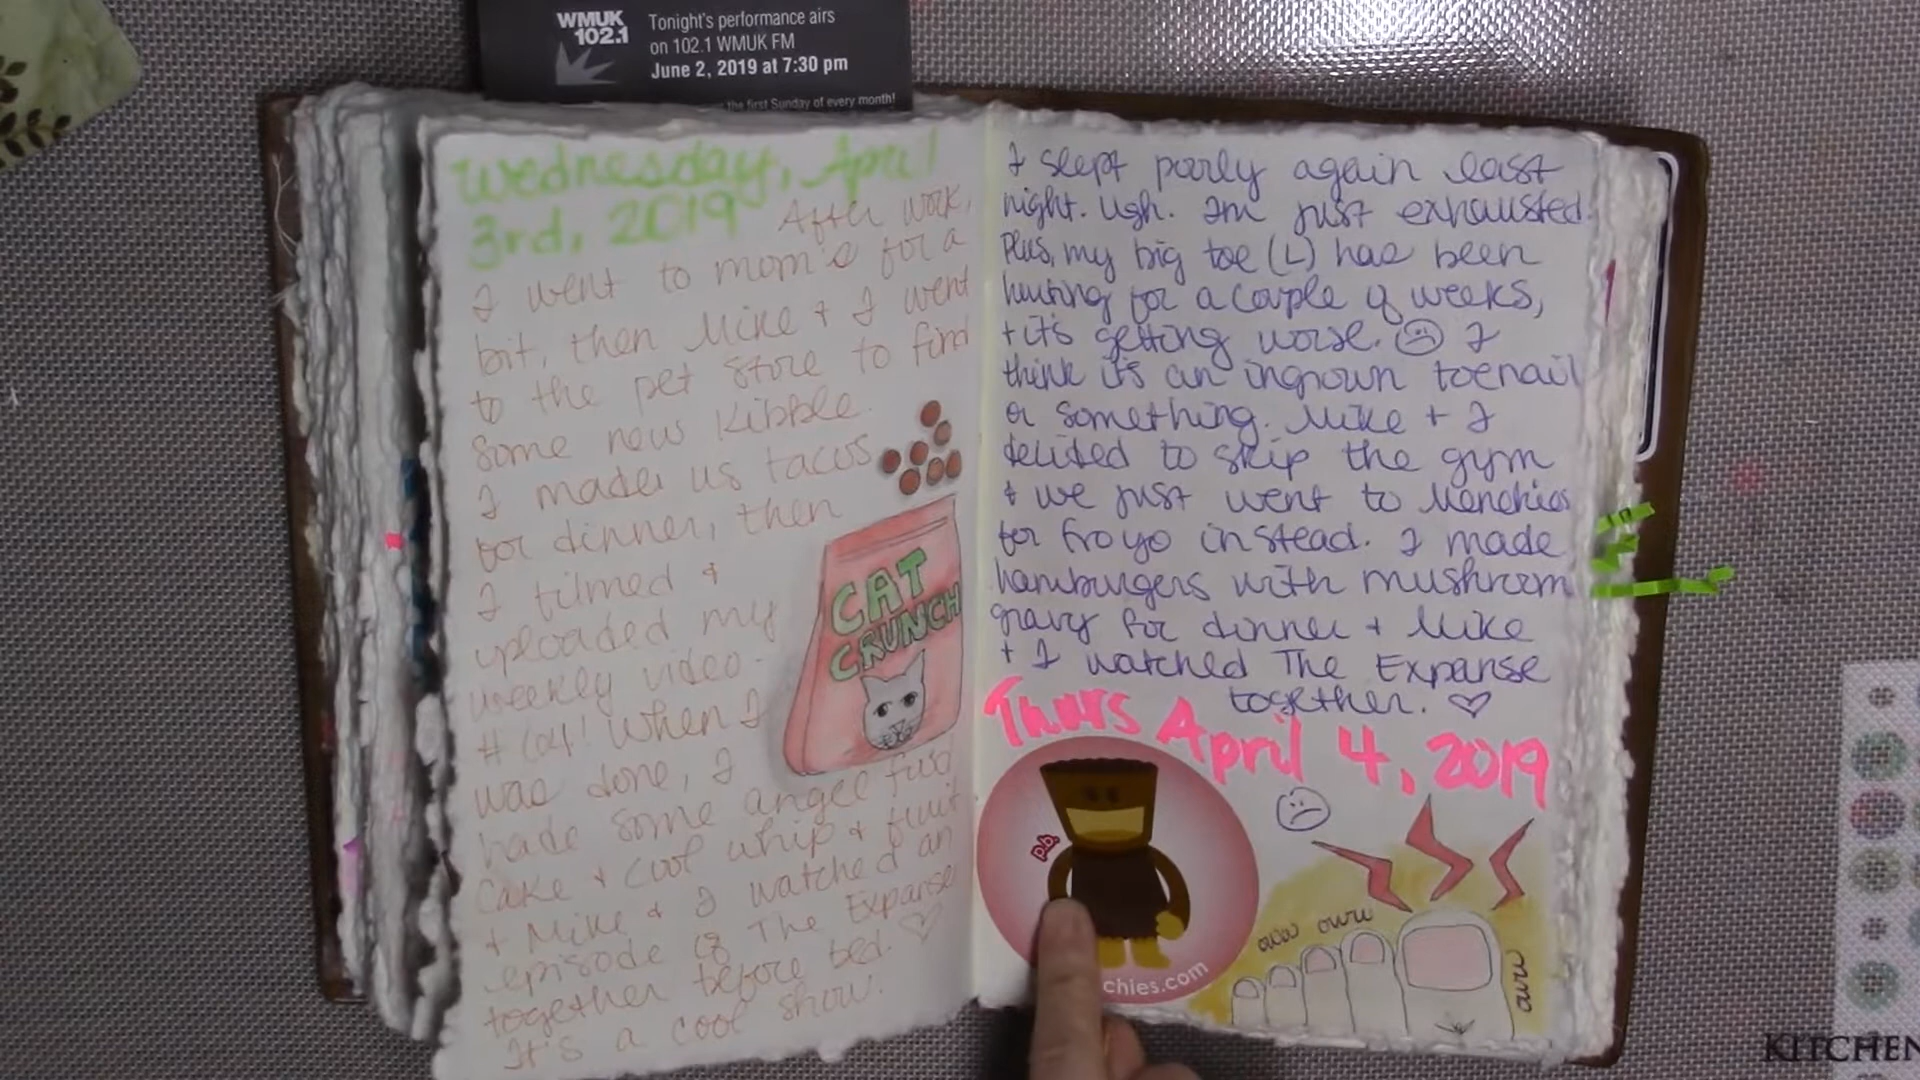 WMUK
102.1
Tonight's performance airs
on 102.1 WMUK FM
June 2, 2019 at 7:30 pm
the first Sunday of every month!
Wednesday, April
3rd, 2019 After work,
I went to mom's for a
bit, then Mike + I went
to the pet store to find
some new kibble.
I made us tacos
for dinner, then
I filmed +
uploaded my
weekly video -
#104! When I
was done, I
made some angel food
cake + cool whip + fruit
+ Mike + I watched an
episode of The Expanse
together before bed. ♡
It's a cool show.
CAT
CRUNCH
I slept poorly again last
night. Ugh. Im just exhausted.
Plus, my big toe (L) has been
hurting for a couple of weeks,
+ it's getting worse. ☹ I
think it's an ingrown toenail
or something. Mike + I
decided to skip the gym
+ we just went to Menchies
for froyo instead. I made
hamburgers with mushroom
gravy for dinner + Mike
+ I watched The Expanse
together. ♡
Thurs April 4, 2019
p.b.
chies.com
oww owu
oww
KITCHEN